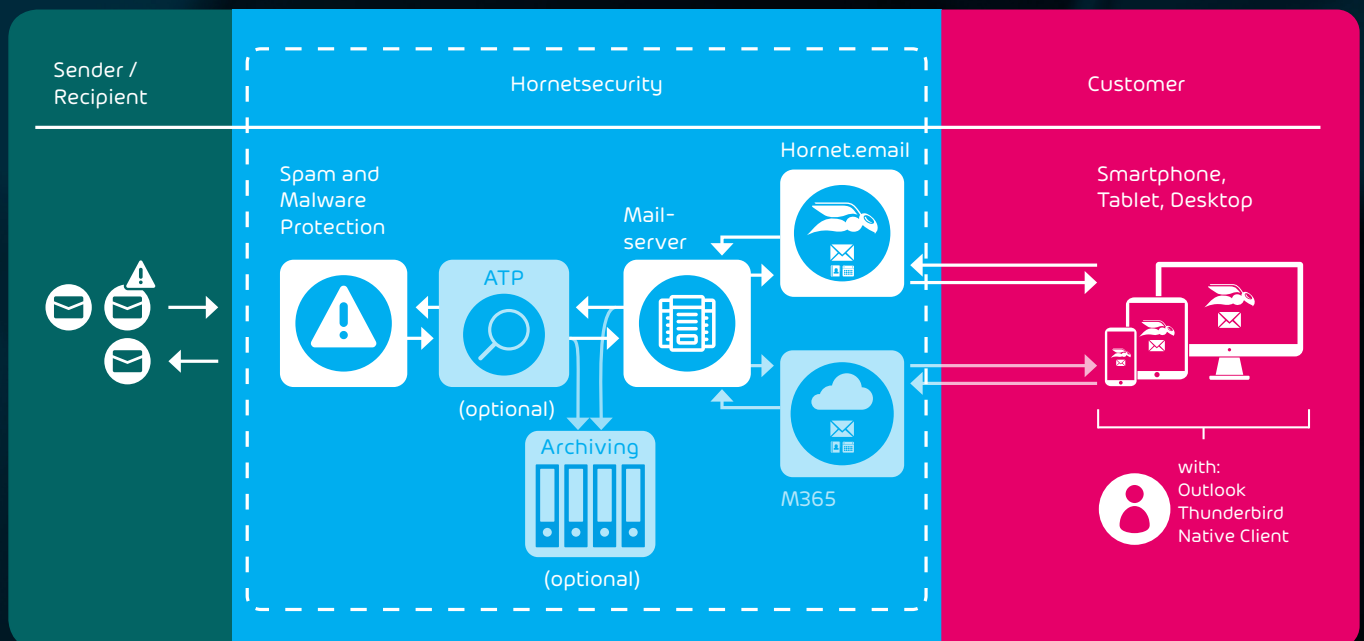 Sender /
Recipient
Hornetsecurity
Customer
Spam and
Malware
Protection
ATP
(optional)
Archiving
(optional)
Mail-
server
Hornet.email
M365
Smartphone,
Tablet, Desktop
with:
Outlook
Thunderbird
Native Client